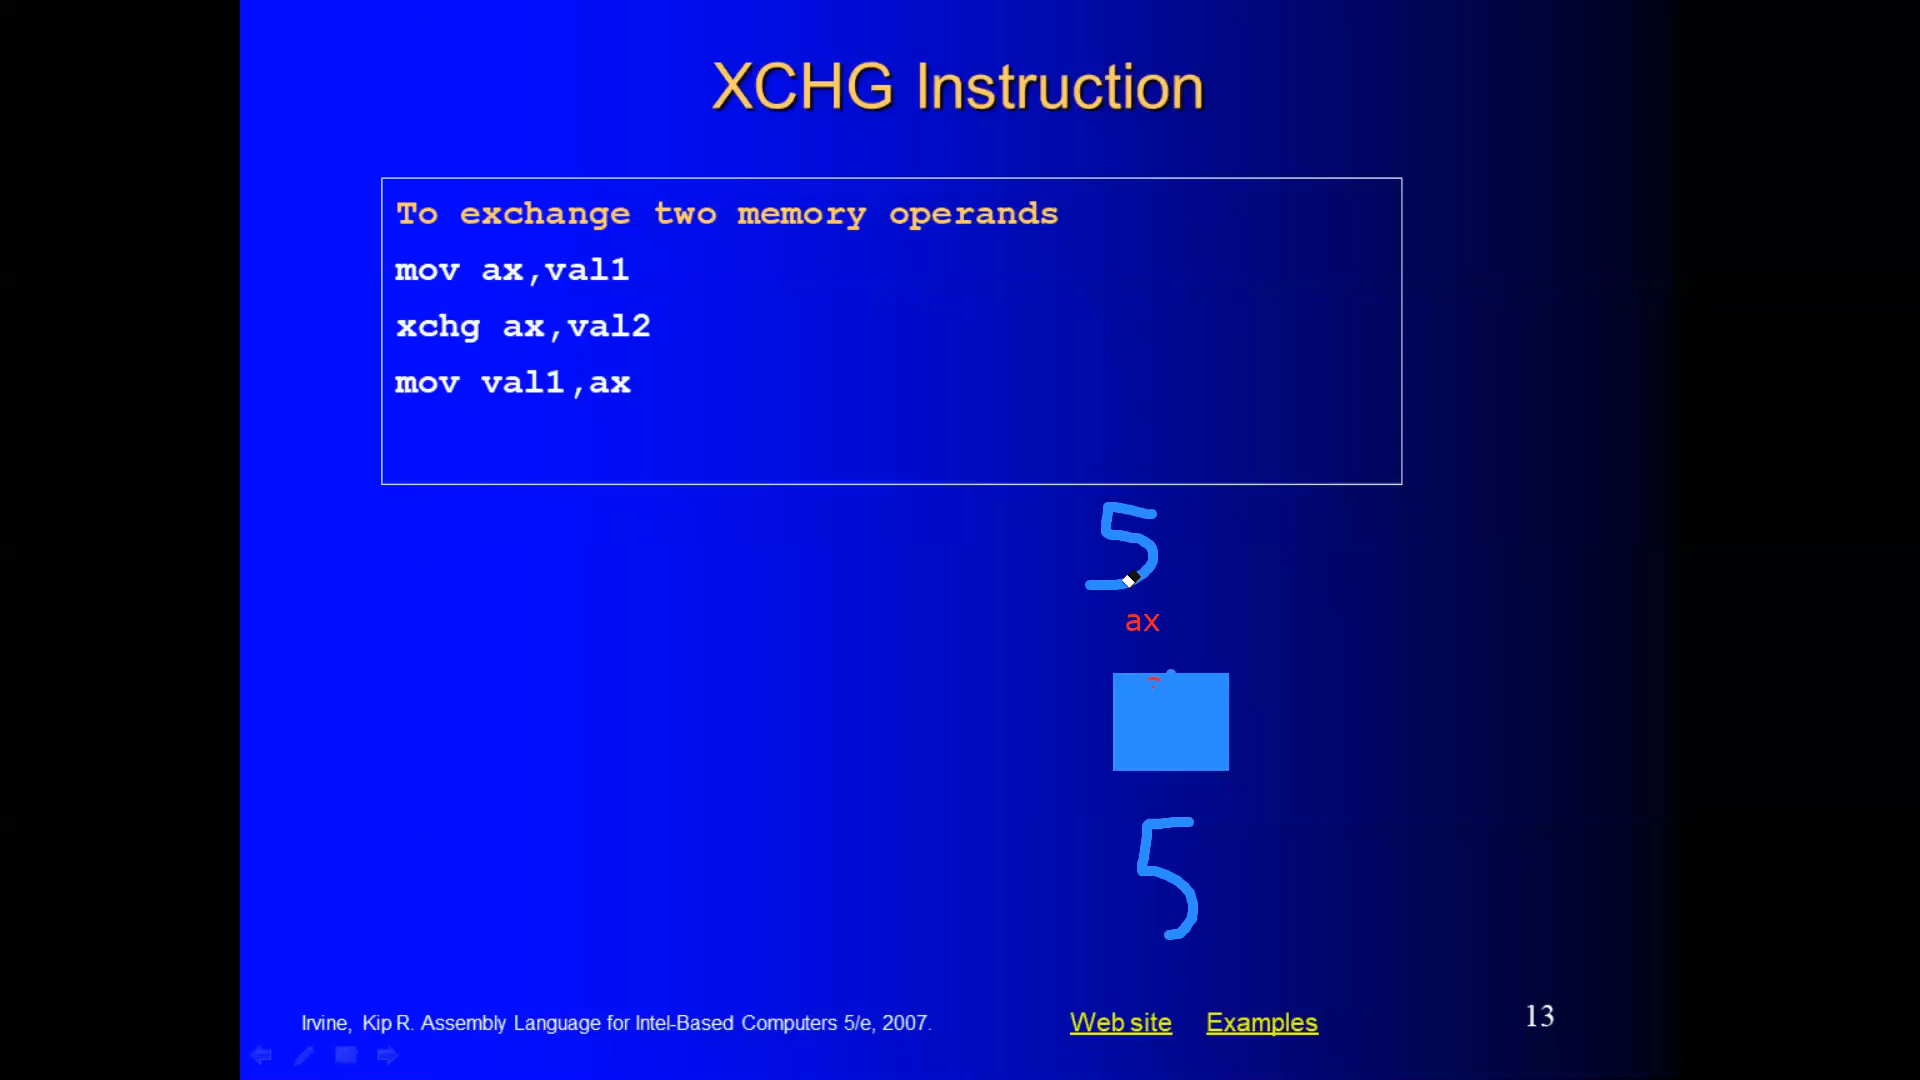 XCHG Instruction
To exchange two memory operands
mov ax,val1
xchg ax,val2
mov val1,ax
5
ax
5
Irvine, Kip R. Assembly Language for Intel-Based Computers 5/e, 2007.
Web site Examples
13